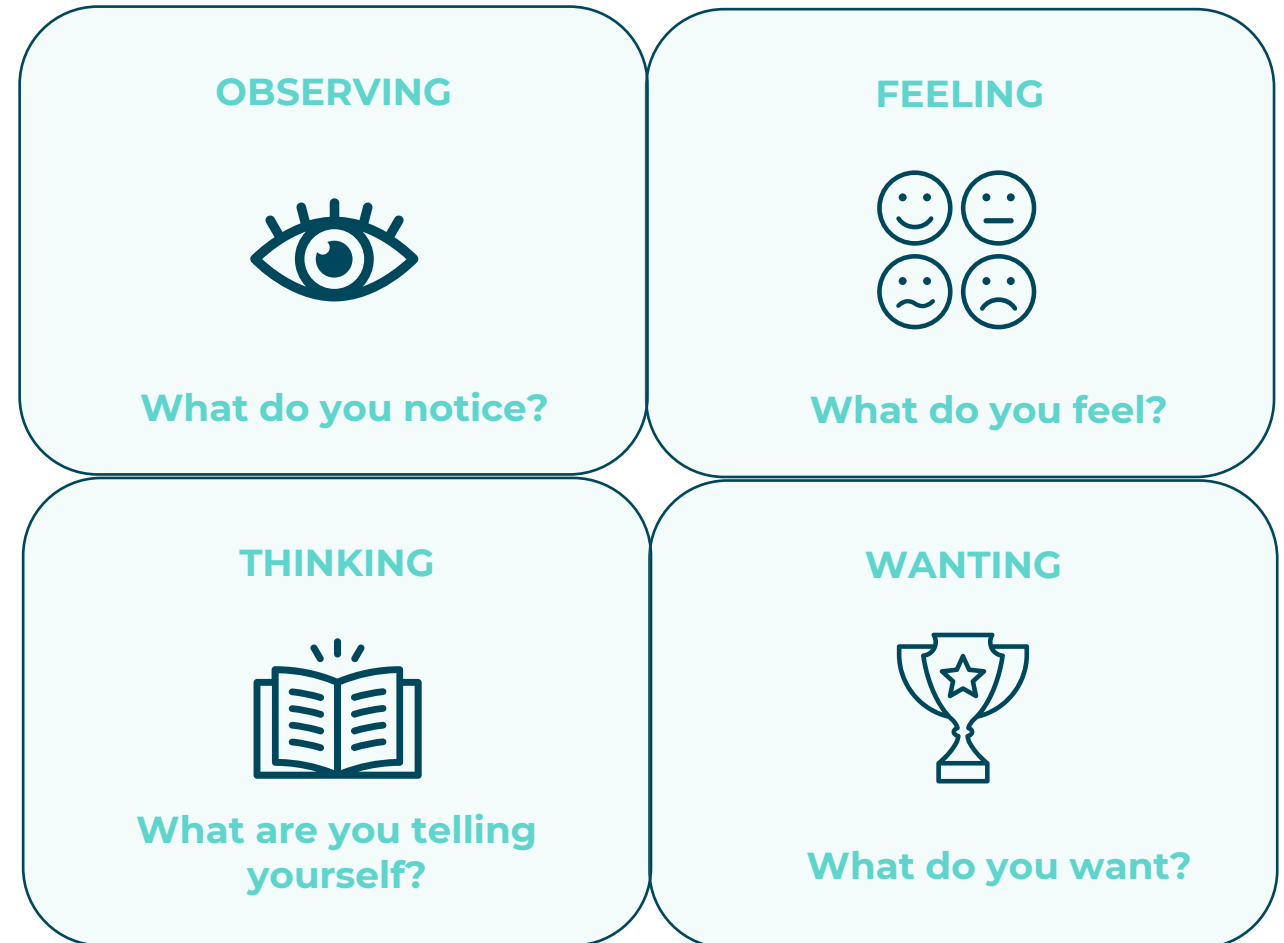 OBSERVING
What do you notice?
FEELING
What do you feel?
THINKING
What are you telling
yourself?
WANTING
What do you want?